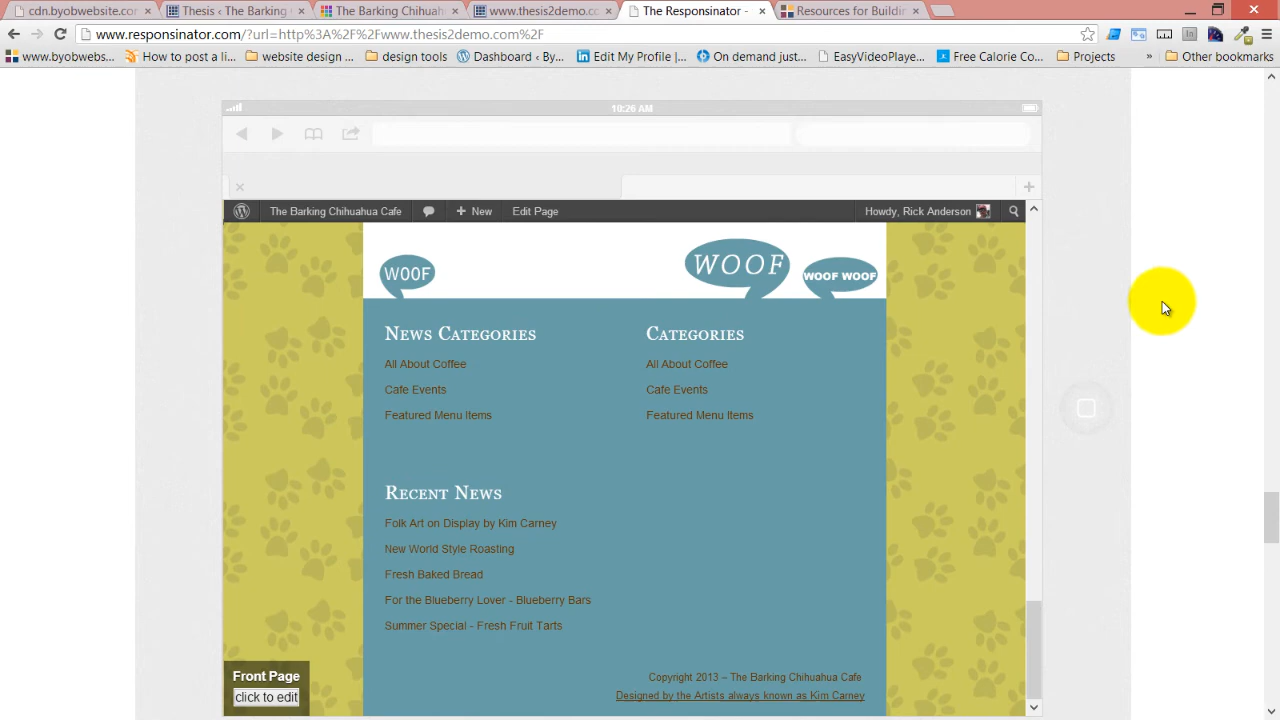 cdn.byobwebsite.co
Thesis ‹ The Barking C
The Barking Chihuah
www.thesis2demo.co
The Responsinator -
Resources for Buildin
www.responsinator.com/?url=http%3A%2F%2Fwww.thesis2demo.com%2F
www.byobwebs...
How to post a li...
website design ...
design tools
Dashboard ‹ By...
Edit My Profile |...
On demand just...
EasyVideoPlaye...
Free Calorie Co...
Projects
»
Other bookmarks
10:26 AM
The Barking Chihuahua Cafe
+ New
Edit Page
Howdy, Rick Anderson
WOOF
WOOF
WOOF WOOF
News Categories
All About Coffee
Cafe Events
Featured Menu Items
Categories
All About Coffee
Cafe Events
Featured Menu Items
Recent News
Folk Art on Display by Kim Carney
New World Style Roasting
Fresh Baked Bread
For the Blueberry Lover - Blueberry Bars
Summer Special - Fresh Fruit Tarts
Copyright 2013 – The Barking Chihuahua Cafe
Designed by the Artists always known as Kim Carney
Front Page
click to edit